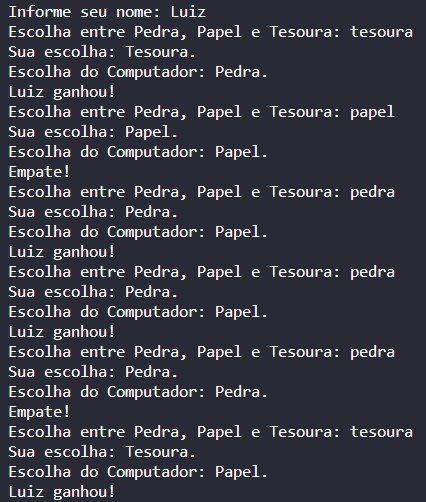 Informe seu nome: Luiz
Escolha entre Pedra, Papel e Tesoura: tesoura
Sua escolha: Tesoura.
Escolha do Computador: Pedra.
Luiz ganhou!
Escolha entre Pedra, Papel e Tesoura: papel
Sua escolha: Papel.
Escolha do Computador: Papel.
Empate!
Escolha entre Pedra, Papel e Tesoura: pedra
Sua escolha: Pedra.
Escolha do Computador: Papel.
Luiz ganhou!
Escolha entre Pedra, Papel e Tesoura: pedra
Sua escolha: Pedra.
Escolha do Computador: Papel.
Luiz ganhou!
Escolha entre Pedra, Papel e Tesoura: pedra
Sua escolha: Pedra.
Escolha do Computador: Pedra.
Empate!
Escolha entre Pedra, Papel e Tesoura: tesoura
Sua escolha: Tesoura.
Escolha do Computador: Papel.
Luiz ganhou!